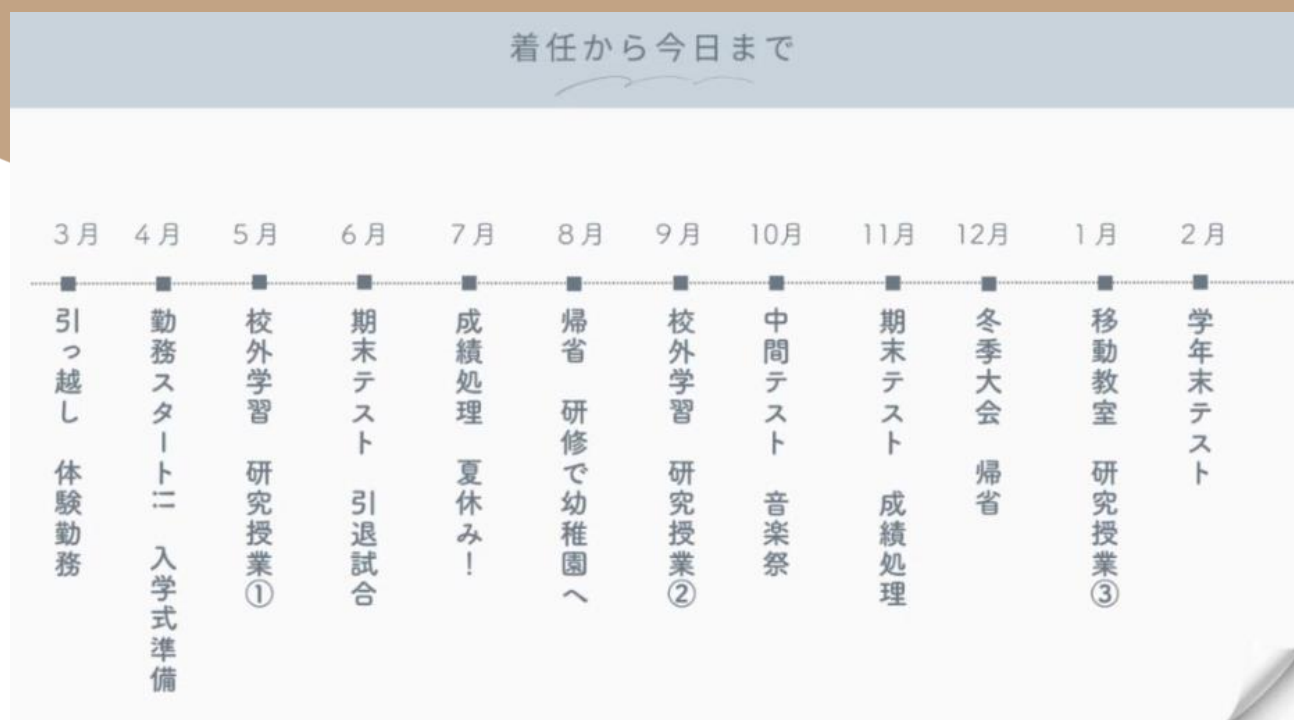 着任から今日まで
3月
引っ越し 体験勤務
4月
勤務スタート!! 入学式準備
5月
校外学習 研究授業①
6月
期末テスト 引退試合
7月
成績処理 夏休み!
8月
帰省 研修で幼稚園へ
9月
校外学習 研究授業②
10月
中間テスト 音楽祭
11月
期末テスト 成績処理
12月
冬季大会 帰省
1月
移動教室 研究授業③
2月
学年末テスト